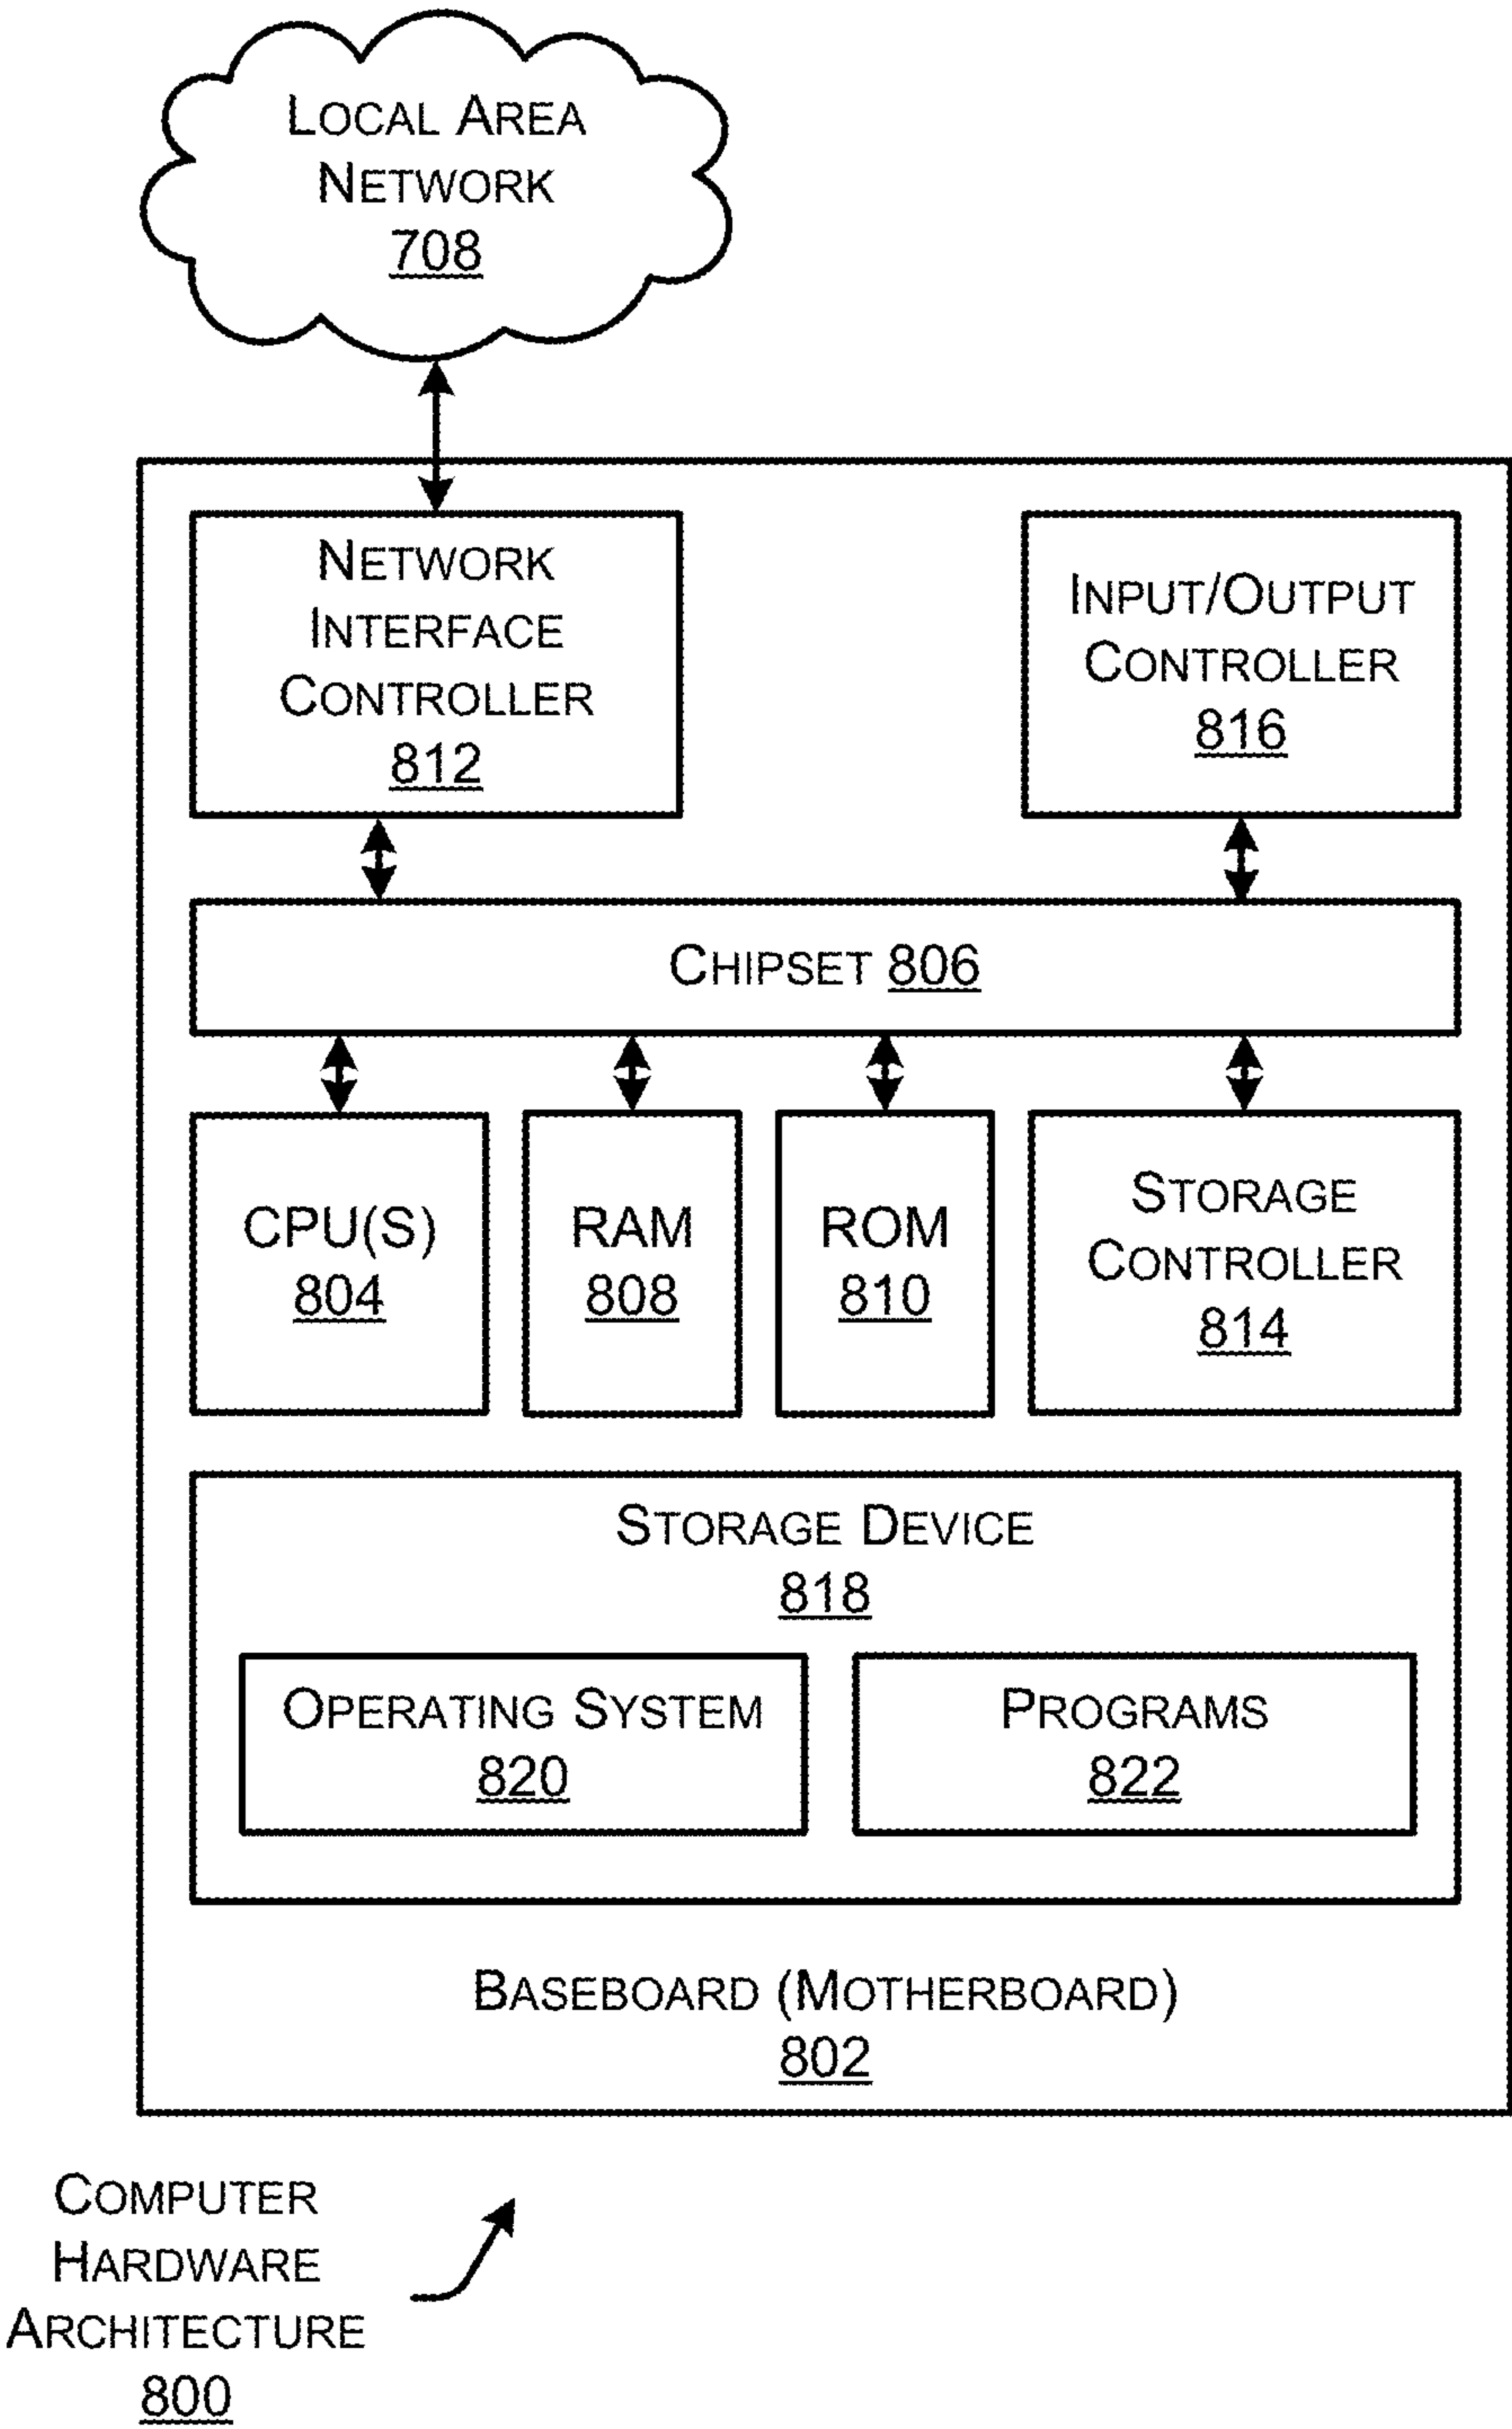 LOCAL AREA
NETWORK
708
NETWORK
INTERFACE
CONTROLLER
812
INPUT/OUTPUT
CONTROLLER
816
CHIPSET 806
CPU(S)
804
RAM
808
ROM
810
STORAGE
CONTROLLER
814
STORAGE DEVICE
818
OPERATING SYSTEM
820
PROGRAMS
822
BASEBOARD (MOTHERBOARD)
802
COMPUTER
HARDWARE
ARCHITECTURE
800